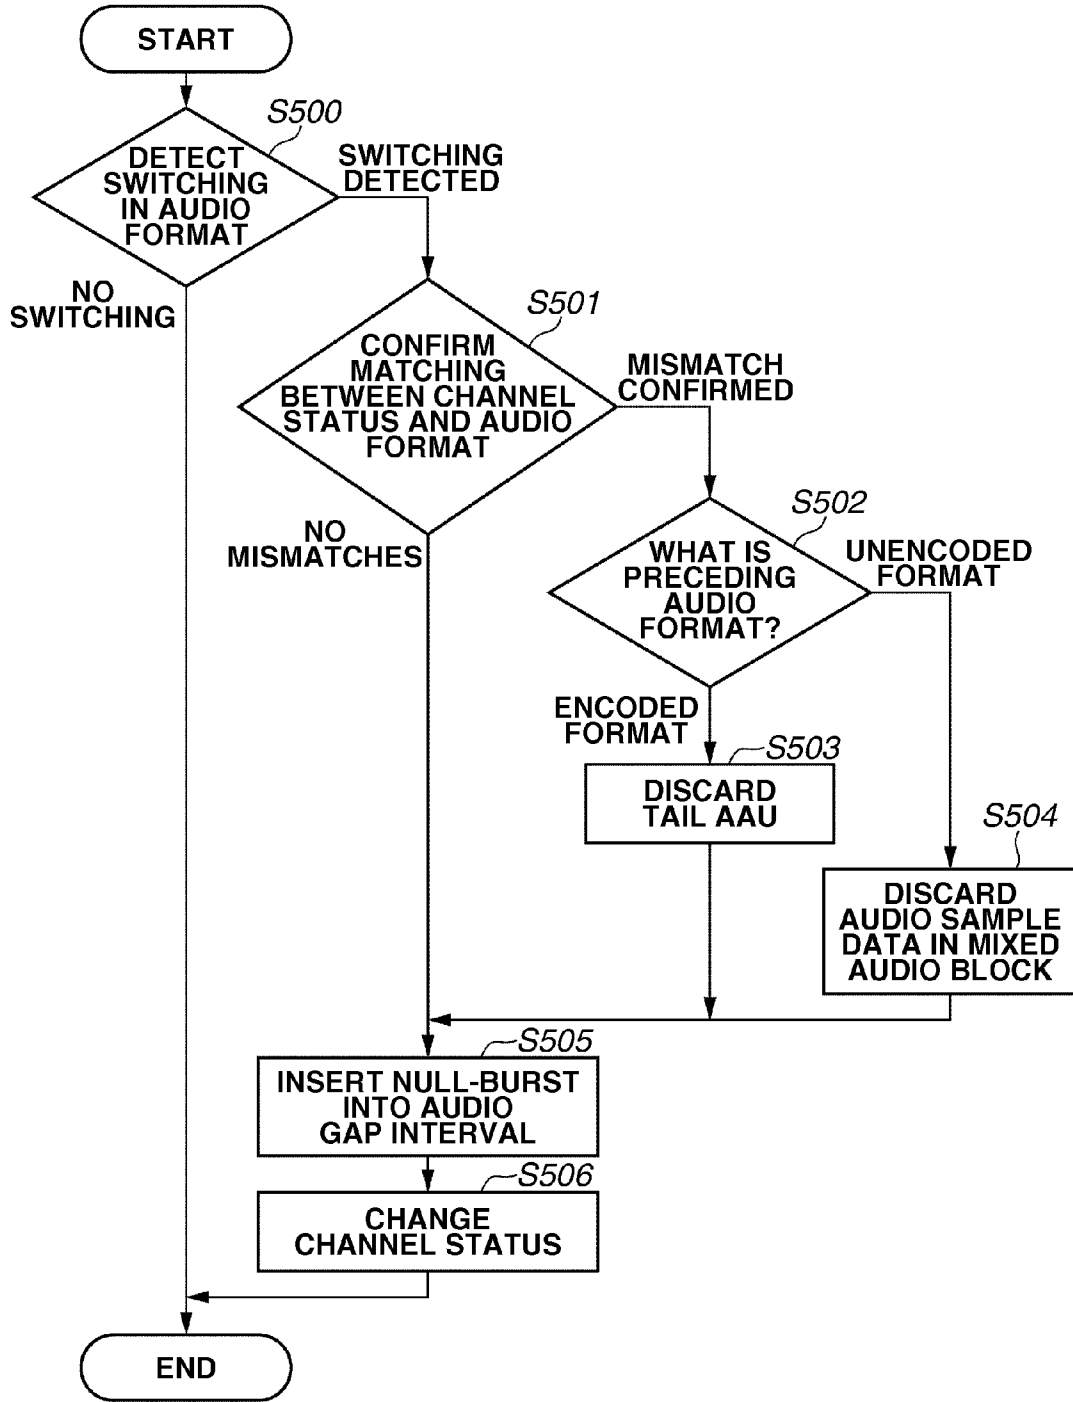 START
S500
DETECT
SWITCHING
IN AUDIO
FORMAT
SWITCHING
DETECTED
NO
SWITCHING
S501
CONFIRM
MATCHING
BETWEEN CHANNEL
STATUS AND AUDIO
FORMAT
MISMATCH
CONFIRMED
NO
MISMATCHES
S502
WHAT IS
PRECEDING
AUDIO
FORMAT?
UNENCODED
FORMAT
ENCODED
FORMAT
S503
DISCARD
TAIL AAU
S504
DISCARD
AUDIO SAMPLE
DATA IN MIXED
AUDIO BLOCK
S505
INSERT NULL-BURST
INTO AUDIO
GAP INTERVAL
S506
CHANGE
CHANNEL STATUS
END